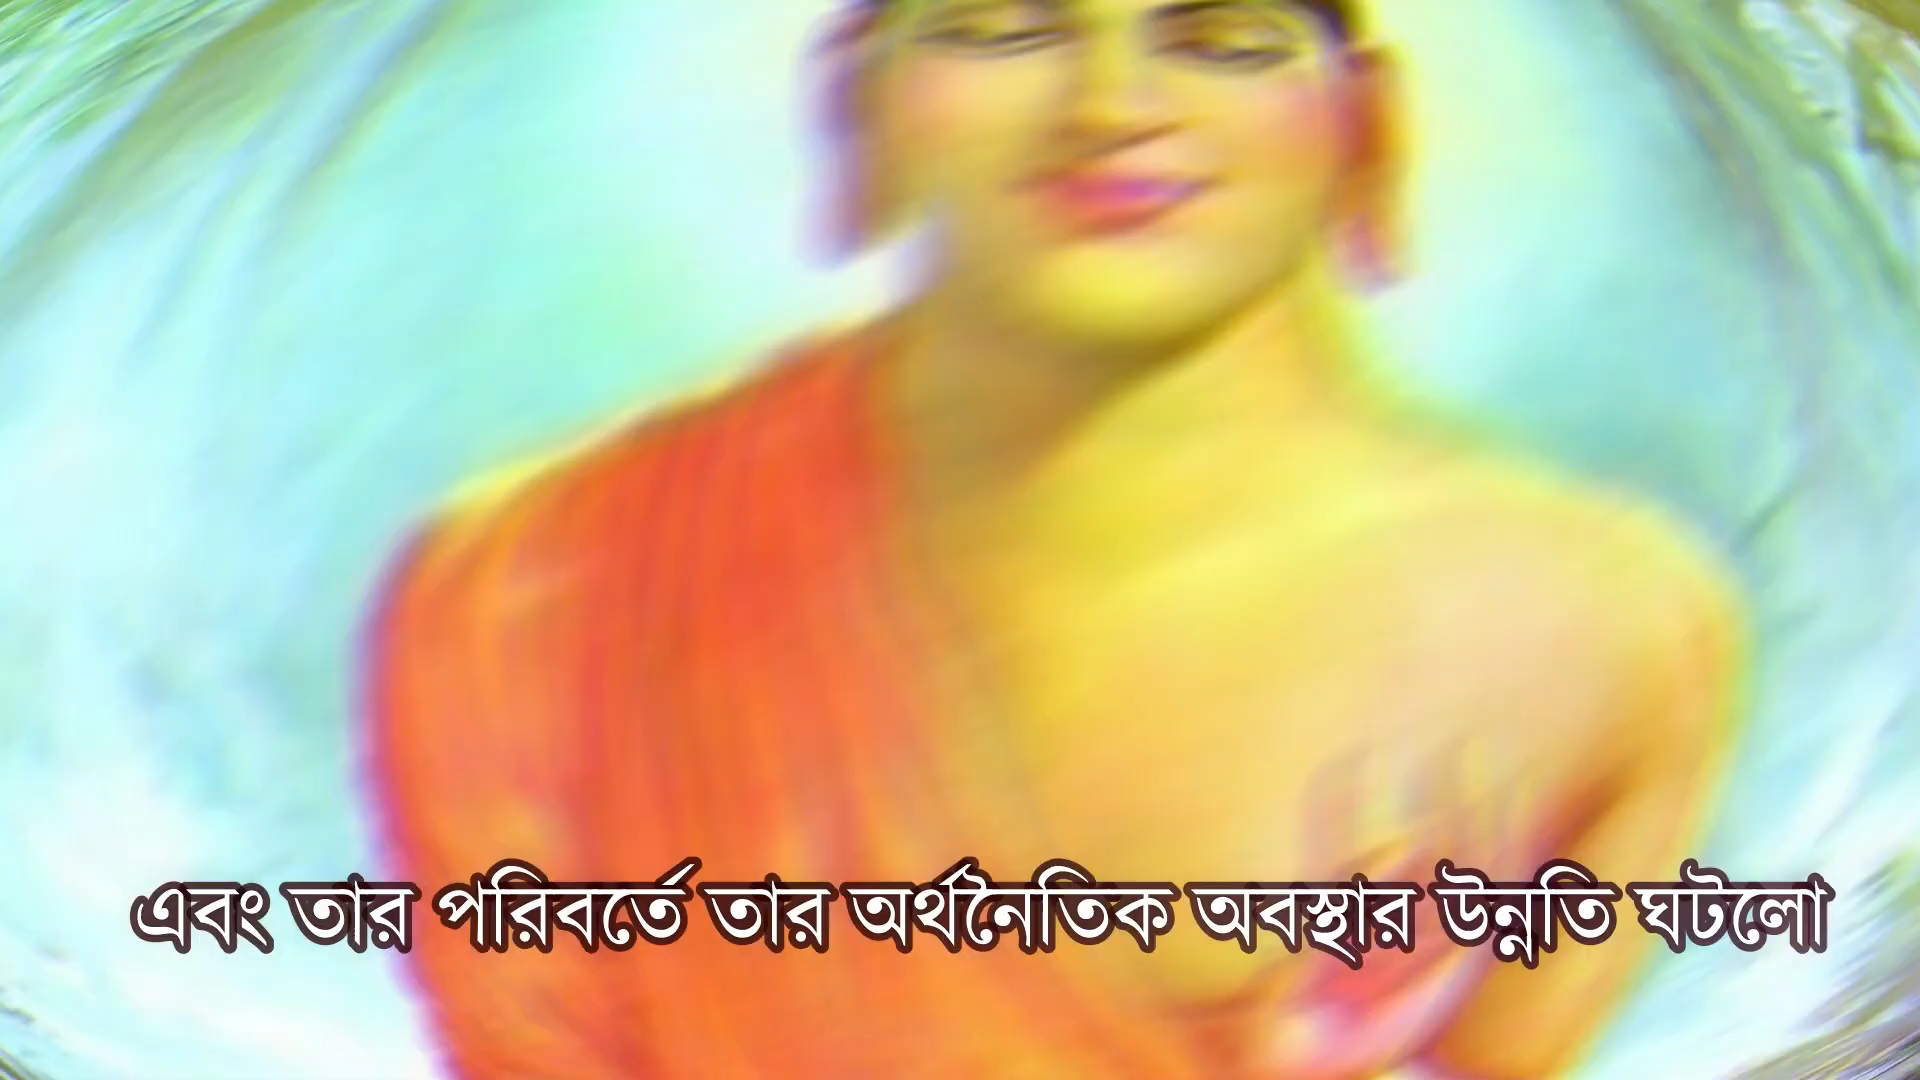 এবং তার পরিবর্তে তার অর্থনৈতিক অবস্থার উন্নতি ঘটলো